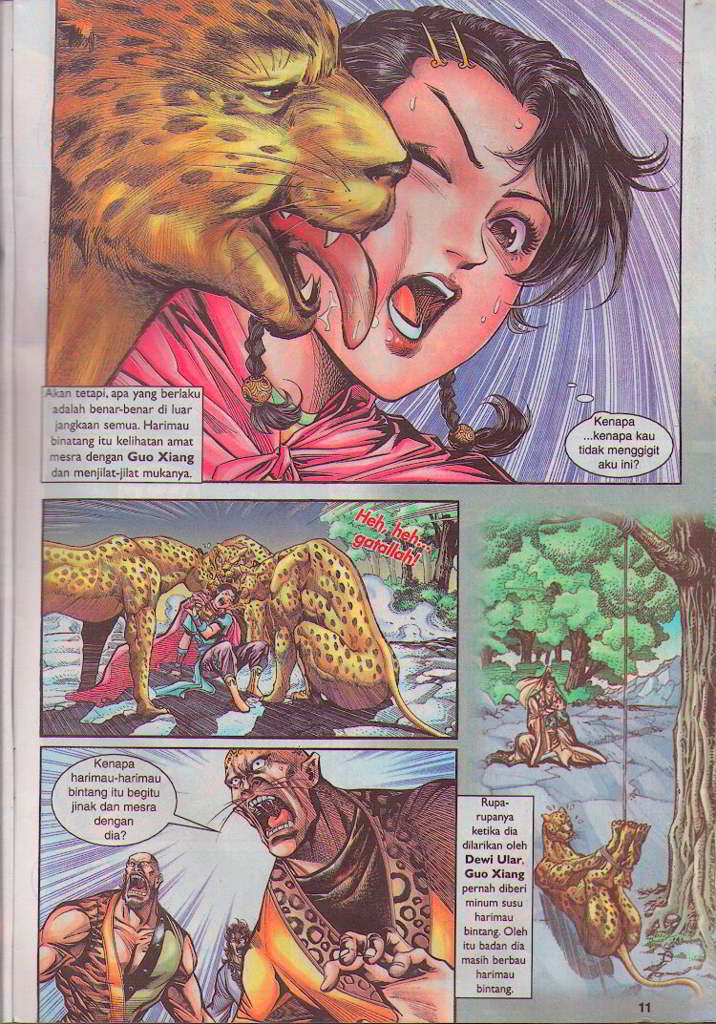 Akan tetapi, apa yang berlaku
adalah benar-benar di luar
jangkaan semua. Harimau
binatang itu kelihatan amat
mesra dengan Guo Xiang
dan menjilat-jilat mukanya.
Kenapa
...kenapa kau
tidak menggigit
aku ini?
Heh, heh...
gatallah!
Kenapa
harimau-harimau
bintang itu begitu
jinak dan mesra
dengan
dia?
Rupa-
rupanya
ketika dia
dilarikan oleh
Dewi Ular,
Guo Xiang
pernah diberi
minum susu
harimau
bintang. Oleh
itu badan dia
masih berbau
harimau
bintang.
11